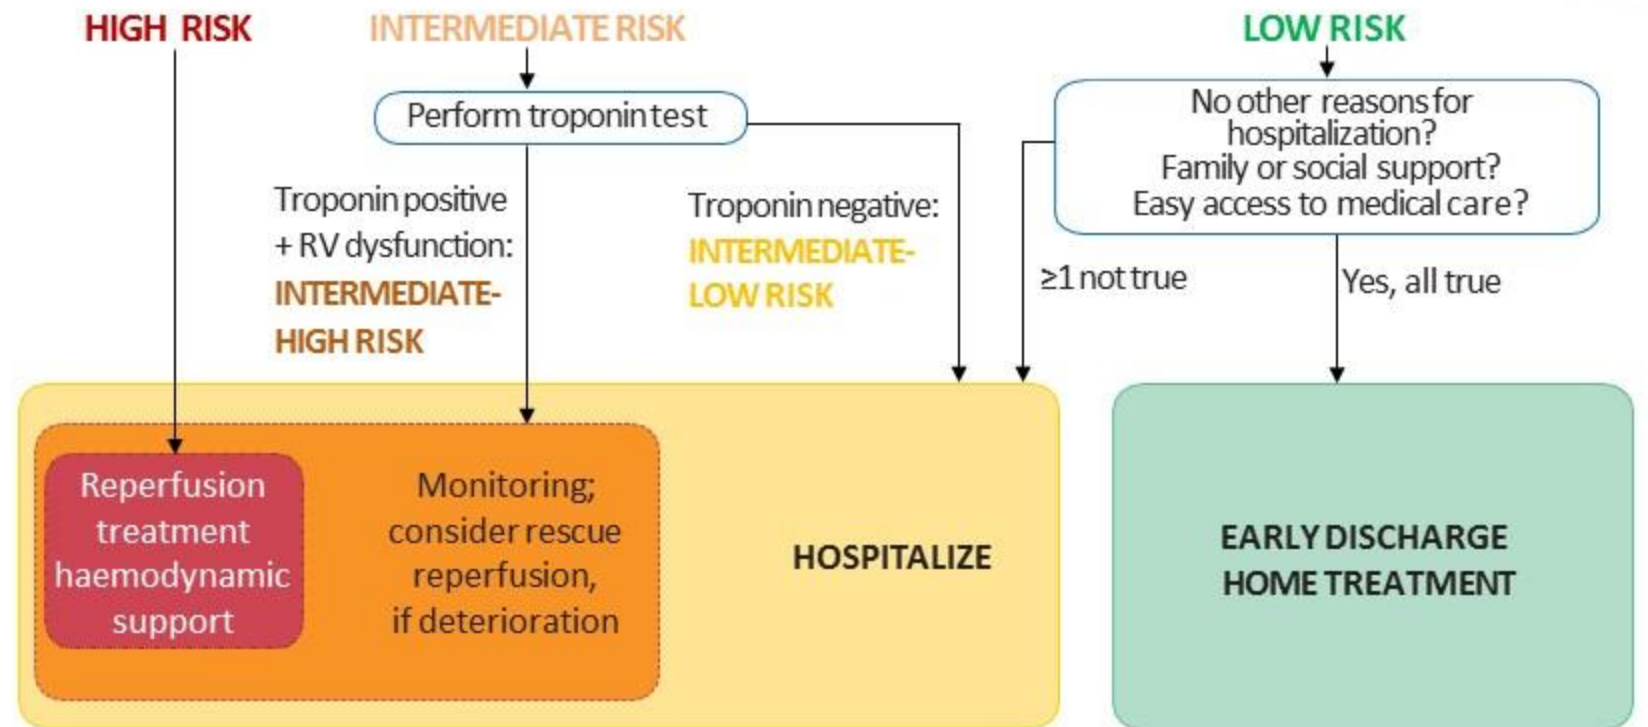 HIGH RISK
INTERMEDIATE RISK
LOW RISK
Perform troponin test
No other reasons for
hospitalization?
Family or social support?
Easy access to medical care?
Troponin positive
+ RV dysfunction:
INTERMEDIATE-
HIGH RISK
Troponin negative:
INTERMEDIATE-
LOW RISK
≥1 not true
Yes, all true
Reperfusion
treatment
haemodynamic
support
Monitoring;
consider rescue
reperfusion,
if deterioration
HOSPITALIZE
EARLY DISCHARGE
HOME TREATMENT